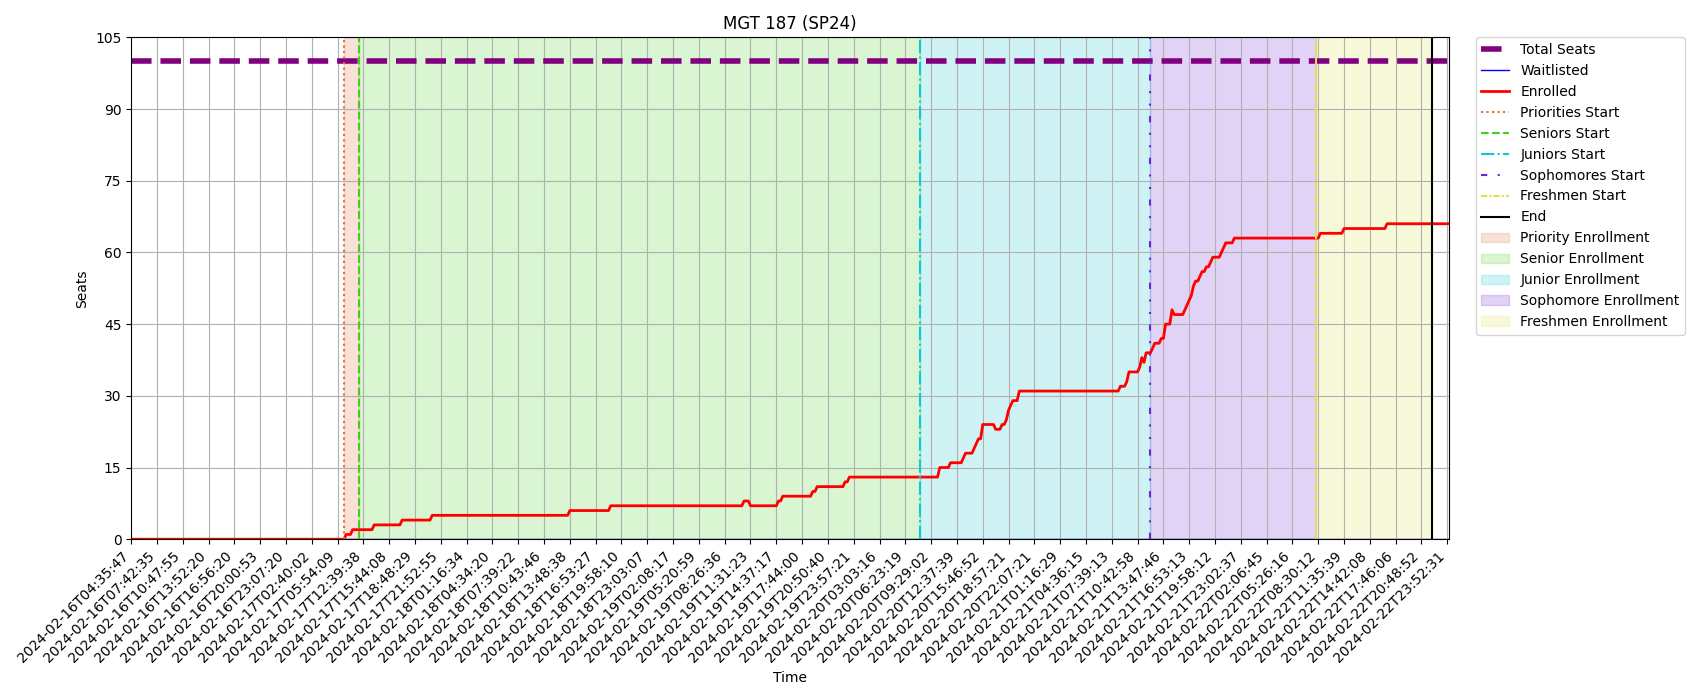 MGT 187 (SP24)
105
90
75
60
45
30
15
0
Seats
2024-02-16T04:35:47
2024-02-16T07:42:35
2024-02-16T10:47:55
2024-02-16T13:52:20
2024-02-16T16:56:20
2024-02-16T20:00:53
2024-02-16T23:07:20
2024-02-17T02:40:02
2024-02-17T05:54:09
2024-02-17T12:39:38
2024-02-17T15:44:08
2024-02-17T18:48:29
2024-02-17T21:52:55
2024-02-18T01:16:34
2024-02-18T04:34:20
2024-02-18T07:39:22
2024-02-18T10:43:46
2024-02-18T13:48:38
2024-02-18T16:53:27
2024-02-18T19:58:10
2024-02-18T23:03:07
2024-02-19T02:08:17
2024-02-19T05:20:59
2024-02-19T08:26:36
2024-02-19T11:31:23
2024-02-19T14:37:17
2024-02-19T17:44:00
2024-02-19T20:50:40
2024-02-19T23:57:21
2024-02-20T03:03:16
2024-02-20T06:23:19
2024-02-20T09:29:02
2024-02-20T12:37:39
2024-02-20T15:46:52
2024-02-20T18:57:21
2024-02-20T22:07:21
2024-02-21T01:16:29
2024-02-21T04:36:15
2024-02-21T07:39:13
2024-02-21T10:42:58
2024-02-21T13:47:46
2024-02-21T16:53:13
2024-02-21T19:58:12
2024-02-21T23:02:37
2024-02-22T02:06:45
2024-02-22T05:26:16
2024-02-22T08:30:12
2024-02-22T11:35:39
2024-02-22T14:42:08
2024-02-22T17:46:06
2024-02-22T20:48:52
2024-02-22T23:52:31
Time
Total Seats
Waitlisted
Enrolled
Priorities Start
Seniors Start
Juniors Start
Sophomores Start
Freshmen Start
End
Priority Enrollment
Senior Enrollment
Junior Enrollment
Sophomore Enrollment
Freshmen Enrollment